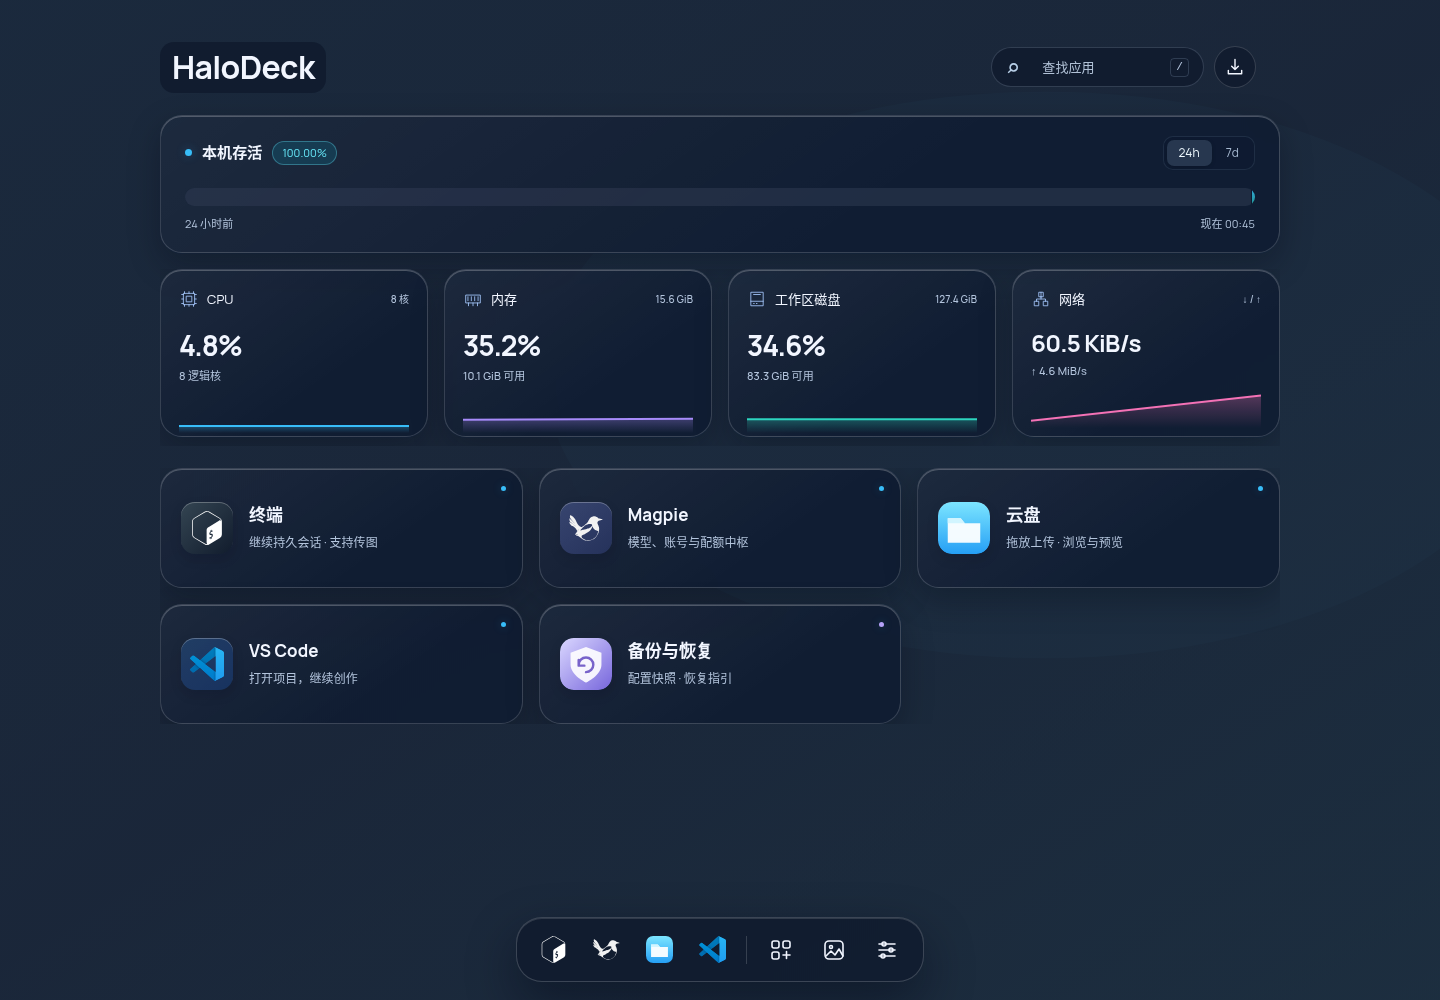 HaloDeck
查找应用
/
本机存活
100.00%
24h
7d
24 小时前
现在 00:45
CPU
8 核
4.8%
8 逻辑核
内存
15.6 GiB
35.2%
10.1 GiB 可用
工作区磁盘
127.4 GiB
34.6%
83.3 GiB 可用
网络
↓ / ↑
60.5 KiB/s
↑ 4.6 MiB/s
终端
继续持久会话 · 支持传图
Magpie
模型、账号与配额中枢
云盘
拖放上传 · 浏览与预览
VS Code
打开项目，继续创作
备份与恢复
配置快照 · 恢复指引